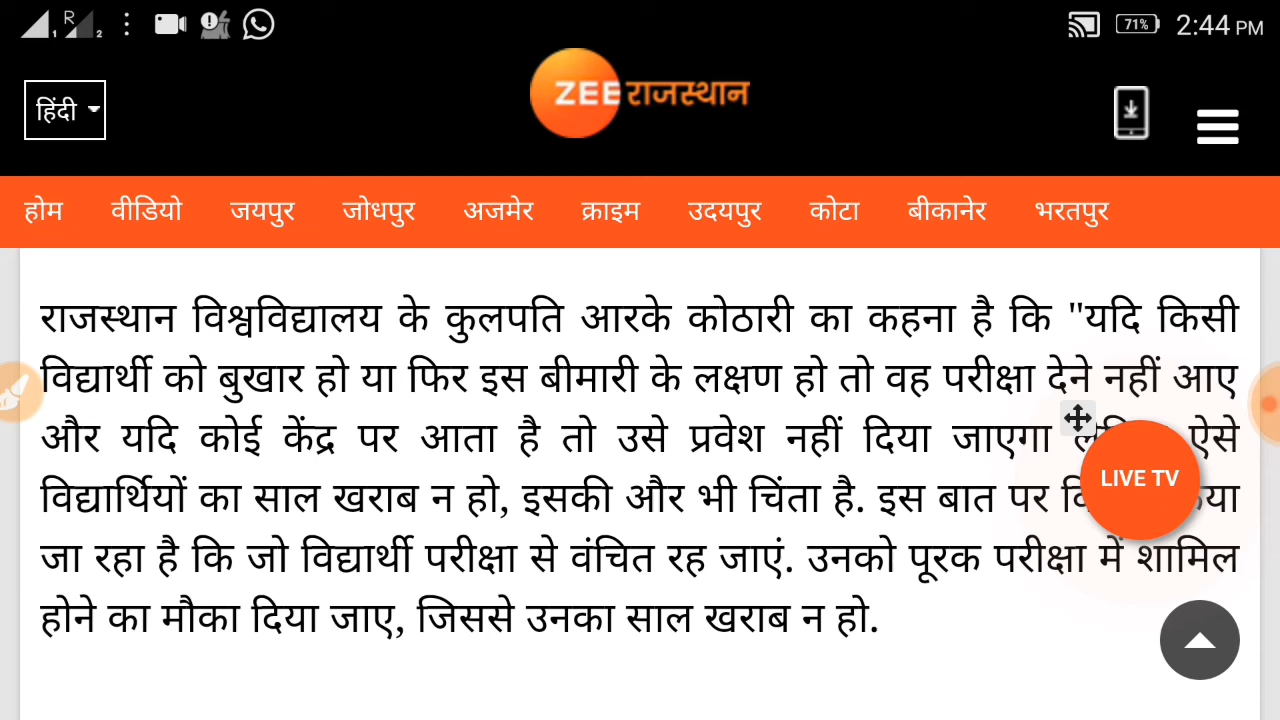 R 1 2 71% 2:44 PM
हिंदी
ZEE राजस्थान
होम वीडियो जयपुर जोधपुर अजमेर क्राइम उदयपुर कोटा बीकानेर भरतपुर
राजस्थान विश्वविद्यालय के कुलपति आरके कोठारी का कहना है कि "यदि किसी
विद्यार्थी को बुखार हो या फिर इस बीमारी के लक्षण हो तो वह परीक्षा देने नहीं आए
और यदि कोई केंद्र पर आता है तो उसे प्रवेश नहीं दिया जाएगा ऐसे
LIVE TV
विद्यार्थियों का साल खराब न हो, इसकी और भी चिंता है. इस बात पर
जा रहा है कि जो विद्यार्थी परीक्षा से वंचित रह जाएं. उनको पूरक परीक्षा में शामिल
होने का मौका दिया जाए, जिससे उनका साल खराब न हो.